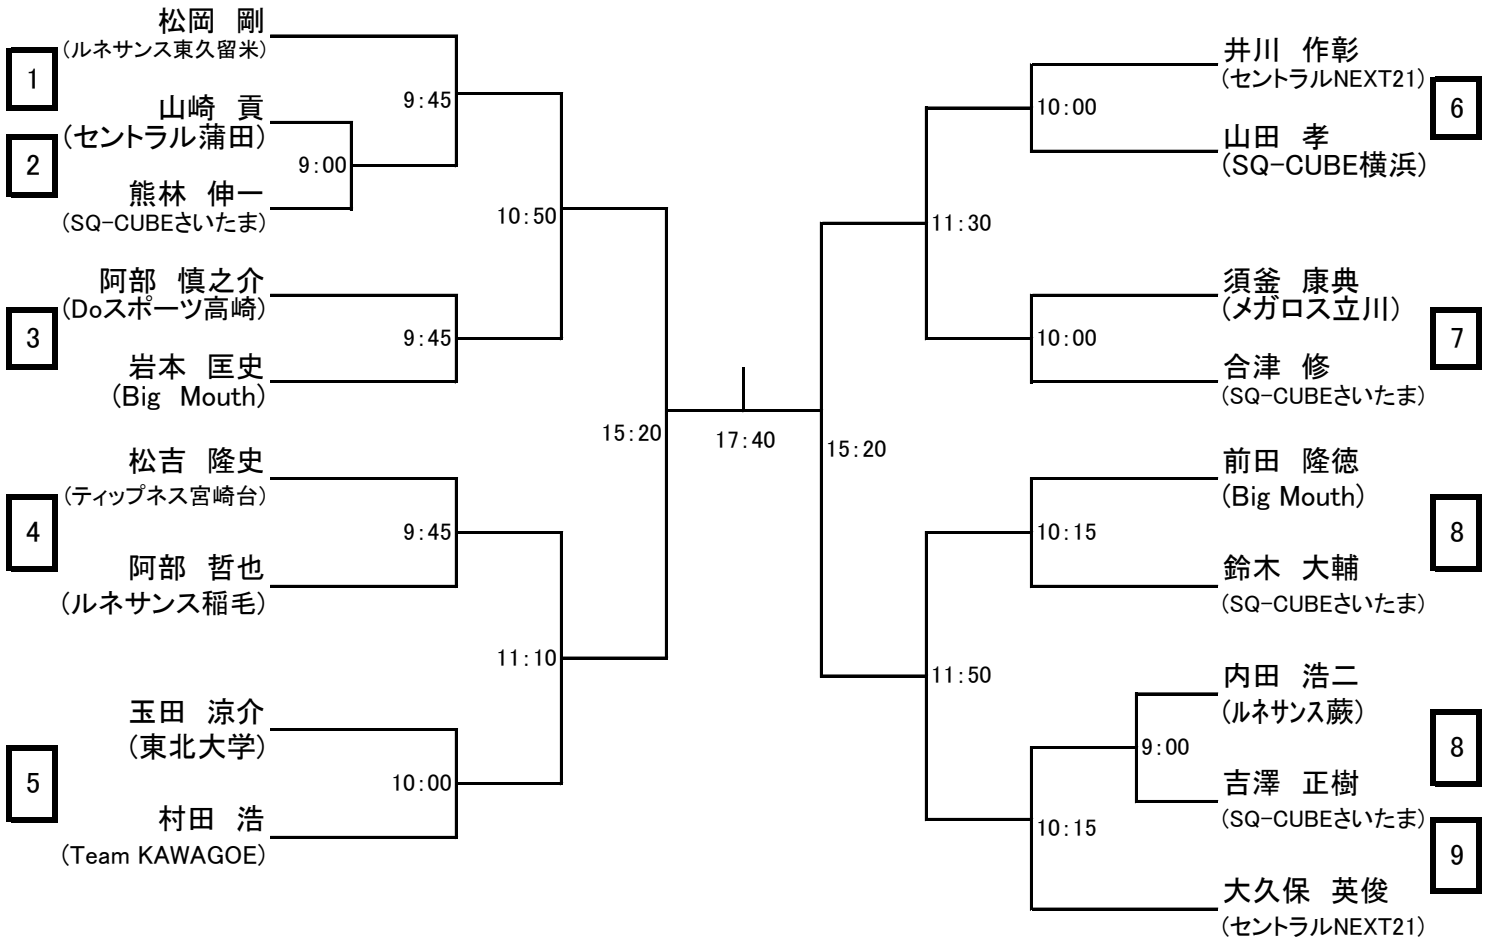 松岡 剛
(ルネサンス東久留米)
1
9:45
山崎 貢
(セントラル蒲田)
2
9:00
熊林 伸一
(SQ-CUBEさいたま)
10:50
阿部 慎之介
(Doスポーツ高崎)
3
9:45
岩本 匡史
(Big Mouth)
15:20
松吉 隆史
(ティップネス宮崎台)
4
9:45
阿部 哲也
(ルネサンス稲毛)
11:10
玉田 涼介
(東北大学)
5
10:00
村田 浩
(Team KAWAGOE)
17:40
井川 作彰
(セントラルNEXT21)
10:00
6
山田 孝
(SQ-CUBE横浜)
11:30
須釜 康典
(メガロス立川)
10:00
7
合津 修
(SQ-CUBEさいたま)
15:20
前田 隆徳
(Big Mouth)
10:15
8
鈴木 大輔
(SQ-CUBEさいたま)
11:50
内田 浩二
(ルネサンス蕨)
9:00
8
吉澤 正樹
(SQ-CUBEさいたま)
10:15
9
大久保 英俊
(セントラルNEXT21)